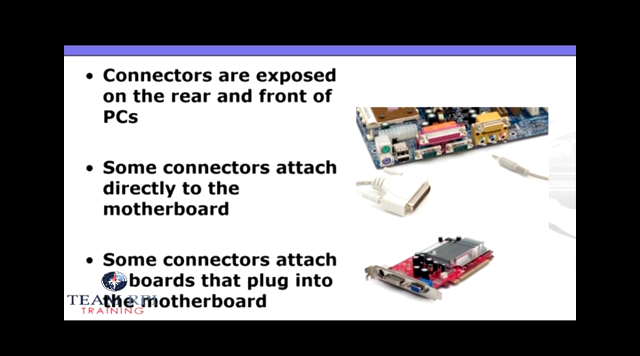 • Connectors are exposed
on the rear and front of
PCs
• Some connectors attach
directly to the
motherboard
• Some connectors attach
boards that plug into
the motherboard
TEAM
TRAINING